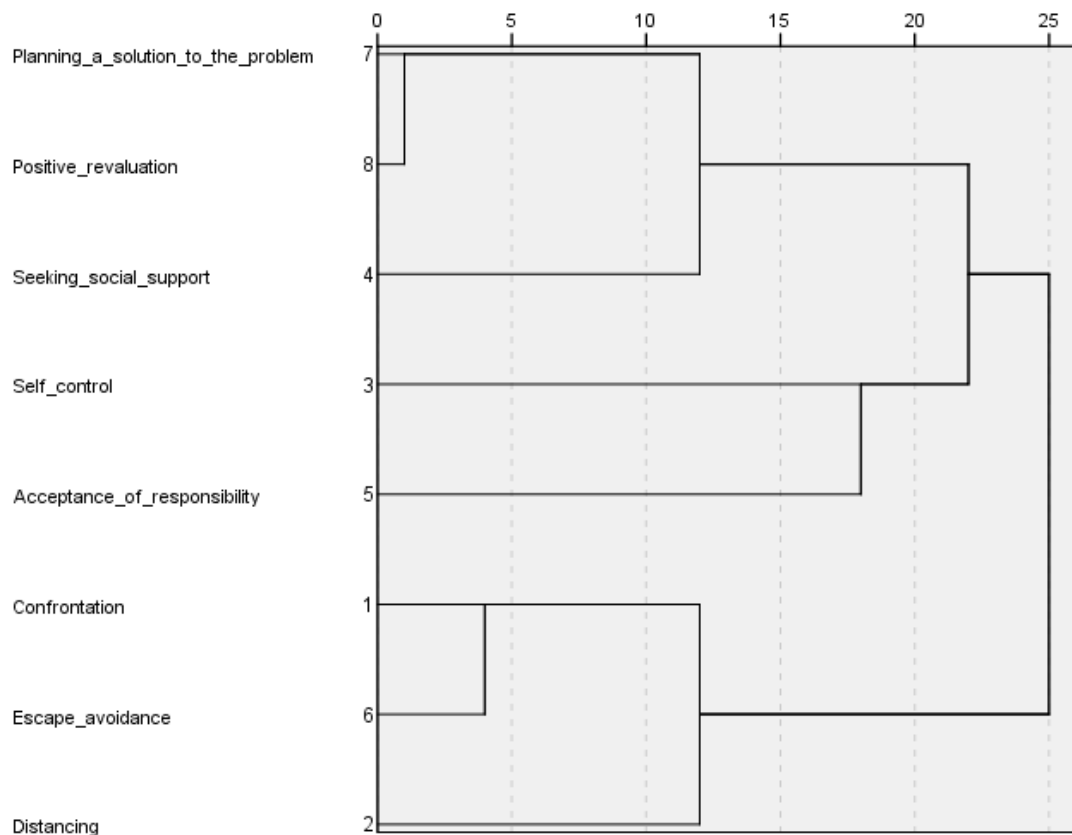 0 5 10 15 20 25
Planning_a_solution_to_the_problem 7
Positive_revaluation 8
Seeking_social_support 4
Self_control 3
Acceptance_of_responsibility 5
Confrontation 1
Escape_avoidance 6
Distancing 2